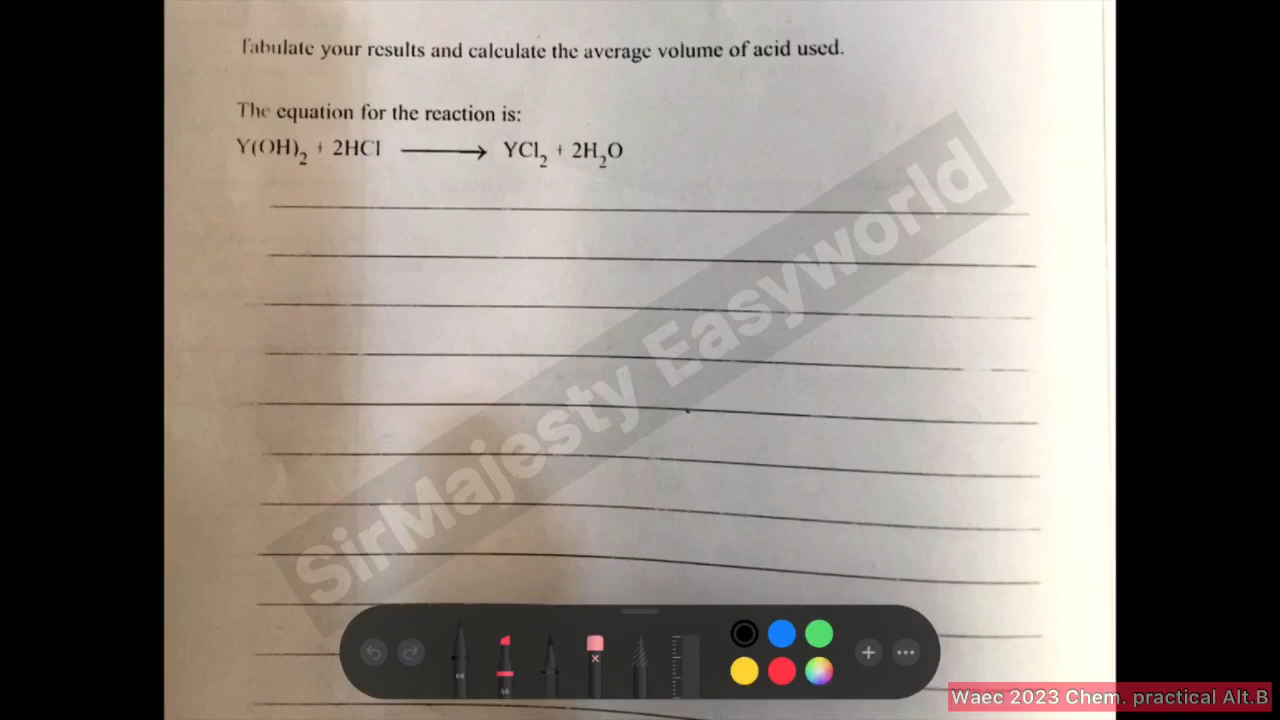 Tabulate your results and calculate the average volume of acid used.
The equation for the reaction is:
Y(OH)₂ + 2HCl ⟶ YCl₂ + 2H₂O
SirMajesty Easyworld
Waec 2023 Chem. practical Alt.B